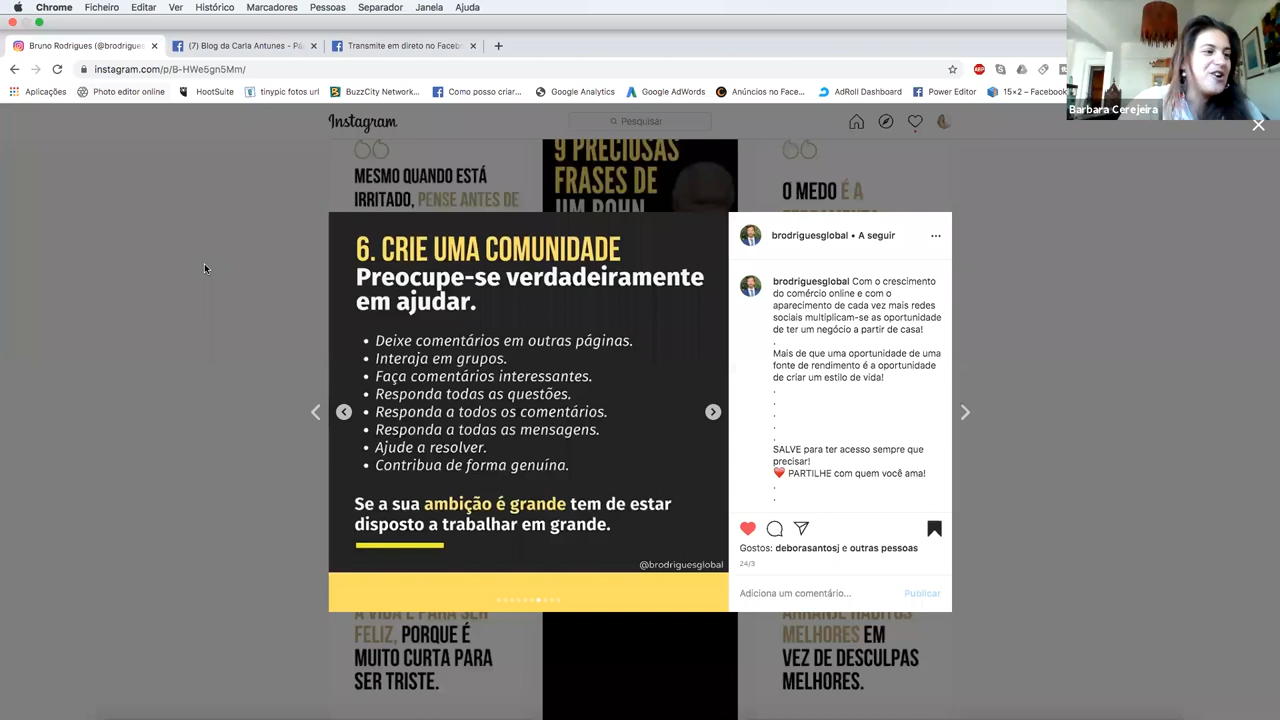 Chrome Ficheiro Editar Ver Histórico Marcadores Pessoas Separador Janela Ajuda
Bruno Rodrigues (@brodrigues
(7) Blog da Carla Antunes - Pá
Transmite em direto no Faceb
instagram.com/p/B-HWe5gn5Mm/
ABP
Aplicações
Photo editor online
HootSuite
tinypic fotos url
BuzzCity Network...
Como posso criar...
Google Analytics
Google AdWords
Anúncios no Face...
AdRoll Dashboard
Power Editor
15×2 – Facebook
Barbara Cerejeira
Instagram
Pesquisar
MESMO QUANDO ESTÁ
IRRITADO, PENSE ANTES DE
9 PRECIOSAS
FRASES DE
UM ROHN
O MEDO É A
6. CRIE UMA COMUNIDADE
Preocupe-se verdadeiramente
em ajudar.
• Deixe comentários em outras páginas.
• Interaja em grupos.
• Faça comentários interessantes.
• Responda todas as questões.
• Responda a todos os comentários.
• Responda a todas as mensagens.
• Ajude a resolver.
• Contribua de forma genuína.
Se a sua ambição é grande tem de estar
disposto a trabalhar em grande.
@brodriguesglobal
brodriguesglobal • A seguir
brodriguesglobal Com o crescimento
do comércio online e com o
aparecimento de cada vez mais redes
sociais multiplicam-se as oportunidade
de ter um negócio a partir de casa!
.
Mais de que uma oportunidade de uma
fonte de rendimento é a oportunidade
de criar um estilo de vida!
.
.
.
.
.
SALVE para ter acesso sempre que
precisar!
❤️ PARTILHE com quem você ama!
.
.
Gostos: deborasantosj e outras pessoas
24/3
Adiciona um comentário...
Publicar
A VIDA É PARA SER
FELIZ, PORQUE É
MUITO CURTA PARA
SER TRISTE.
ARRANJE HÁBITOS
MELHORES EM
VEZ DE DESCULPAS
MELHORES.